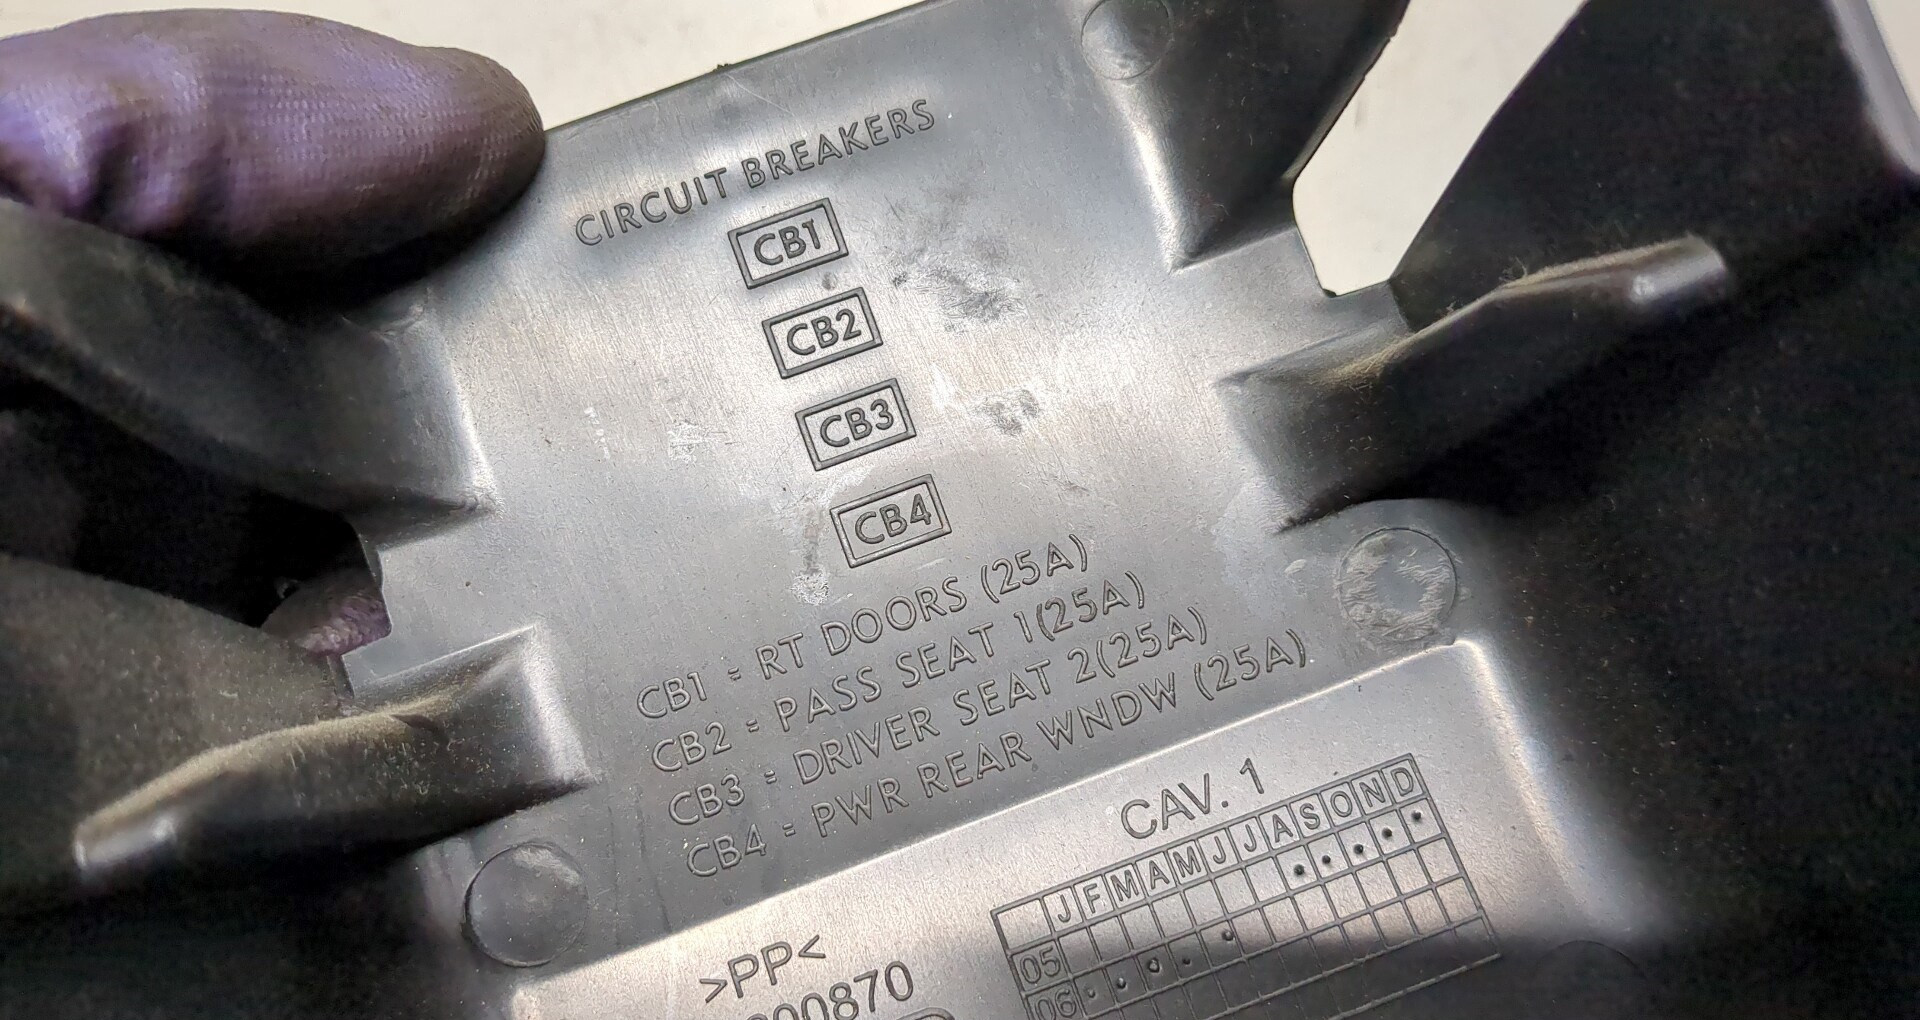 CIRCUIT BREAKERS
CB1
CB2
CB3
CB4
CB1 = RT DOORS (25A)
CB2 = PASS SEAT 1(25A)
CB3 = DRIVER SEAT 2(25A)
CB4 = PWR REAR WNDW (25A)
CAV. 1
J F M A M J J A S O N D
05
06
>PP<
00870